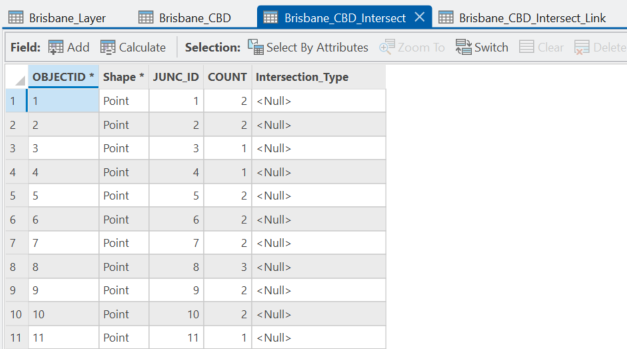 Brisbane_Layer Brisbane_CBD Brisbane_CBD_Intersect Brisbane_CBD_Intersect_Link
Field: Add Calculate Selection: Select By Attributes Zoom To Switch Clear Delete
OBJECTID * Shape * JUNC_ID COUNT Intersection_Type
1 1 Point 1 2 <Null>
2 2 Point 2 2 <Null>
3 3 Point 3 1 <Null>
4 4 Point 4 1 <Null>
5 5 Point 5 2 <Null>
6 6 Point 6 2 <Null>
7 7 Point 7 2 <Null>
8 8 Point 8 3 <Null>
9 9 Point 9 2 <Null>
10 10 Point 10 2 <Null>
11 11 Point 11 1 <Null>